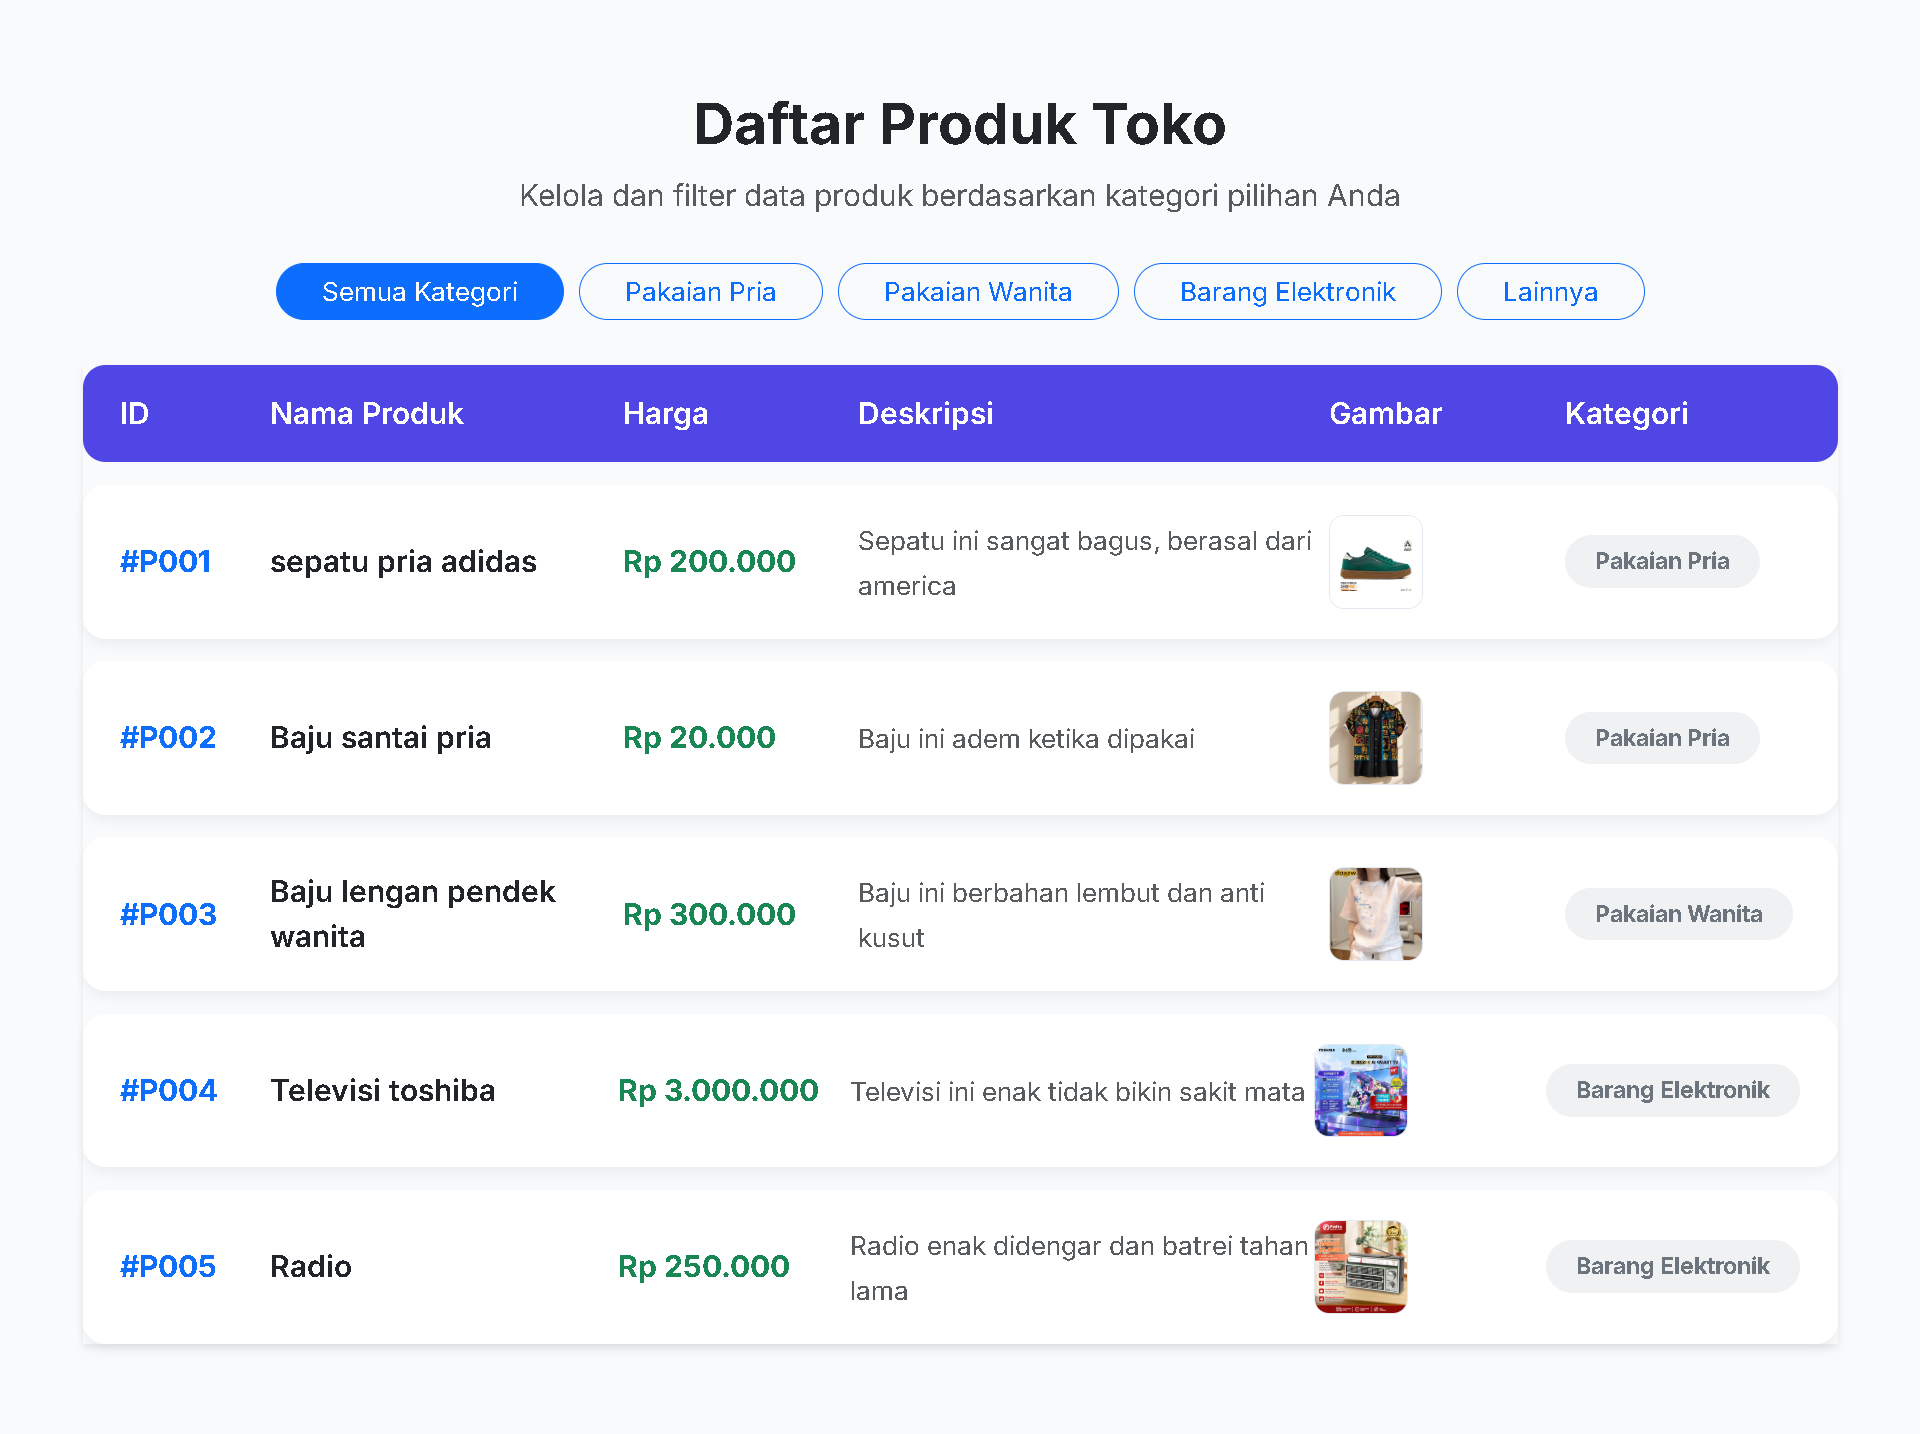 Daftar Produk Toko
Kelola dan filter data produk berdasarkan kategori pilihan Anda
Semua Kategori
Pakaian Pria
Pakaian Wanita
Barang Elektronik
Lainnya
ID
Nama Produk
Harga
Deskripsi
Gambar
Kategori
#P001
sepatu pria adidas
Rp 200.000
Sepatu ini sangat bagus, berasal dari
america
Pakaian Pria
#P002
Baju santai pria
Rp 20.000
Baju ini adem ketika dipakai
Pakaian Pria
#P003
Baju lengan pendek
wanita
Rp 300.000
Baju ini berbahan lembut dan anti
kusut
Pakaian Wanita
#P004
Televisi toshiba
Rp 3.000.000
Televisi ini enak tidak bikin sakit mata
TOSHIBA
Barang Elektronik
#P005
Radio
Rp 250.000
Radio enak didengar dan batrei tahan
lama
Barang Elektronik